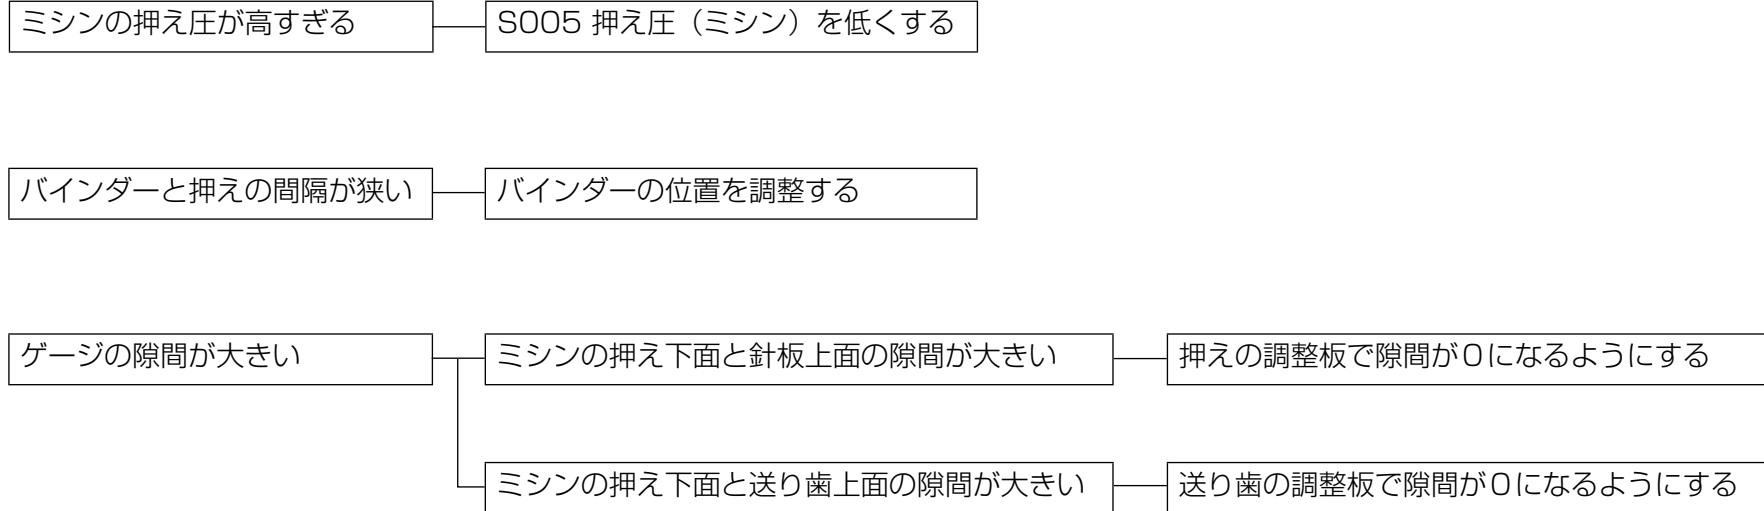 ミシンの押え圧が高すぎる
S005 押え圧（ミシン）を低くする
バインダーと押えの間隔が狭い
バインダーの位置を調整する
ゲージの隙間が大きい
ミシンの押え下面と針板上面の隙間が大きい
押えの調整板で隙間が０になるようにする
ミシンの押え下面と送り歯上面の隙間が大きい
送り歯の調整板で隙間が０になるようにする